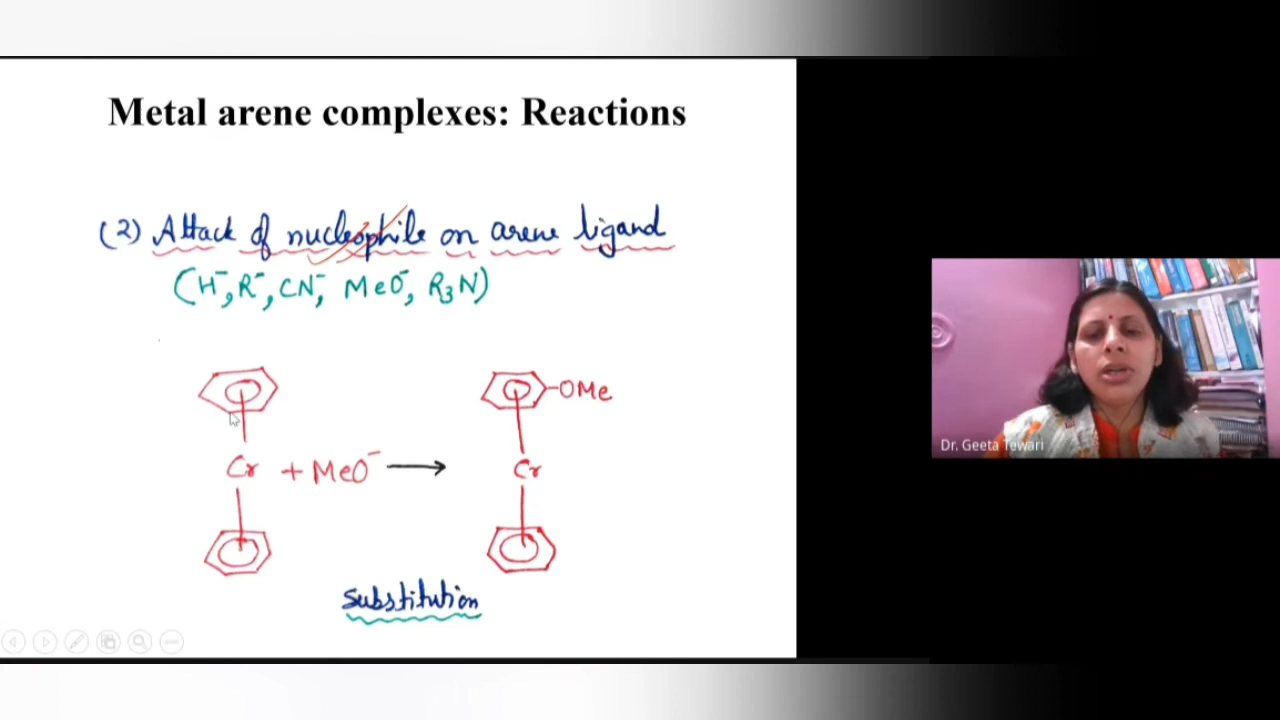 Metal arene complexes: Reactions
(2) Attack of nucleophile on arene ligand
(H⁻, R⁻, CN⁻, MeO⁻, R₃N)
-OMe
Cr + MeO⁻ ⟶ Cr
substitution
Dr. Geeta Tewari